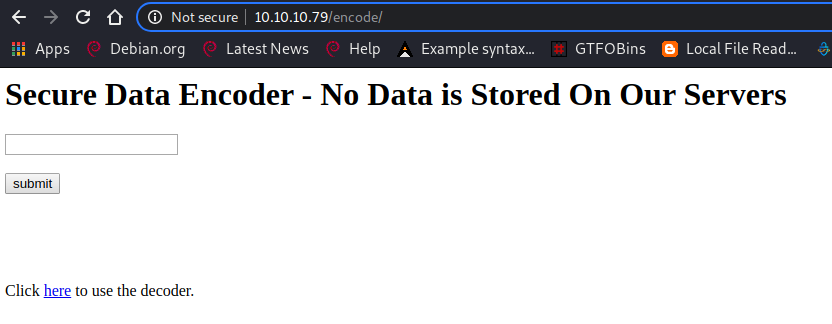 Not secure | 10.10.10.79/encode/
Apps Debian.org Latest News Help Example syntax... GTFOBins Local File Read...
Secure Data Encoder - No Data is Stored On Our Servers
submit
Click here to use the decoder.